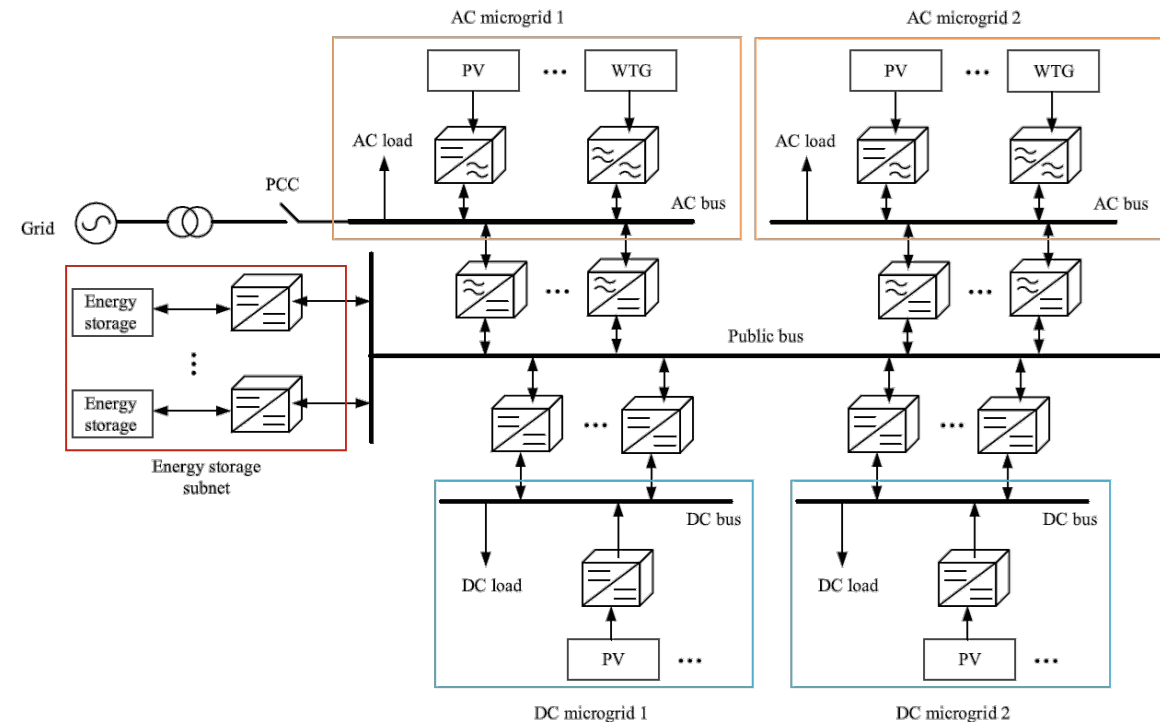 AC microgrid 1
AC microgrid 2
PV
WTG
PV
WTG
AC load
AC load
PCC
AC bus
AC bus
Grid
Energy
storage
Public bus
Energy
storage
Energy storage
subnet
DC bus
DC bus
DC load
DC load
PV
PV
DC microgrid 1
DC microgrid 2